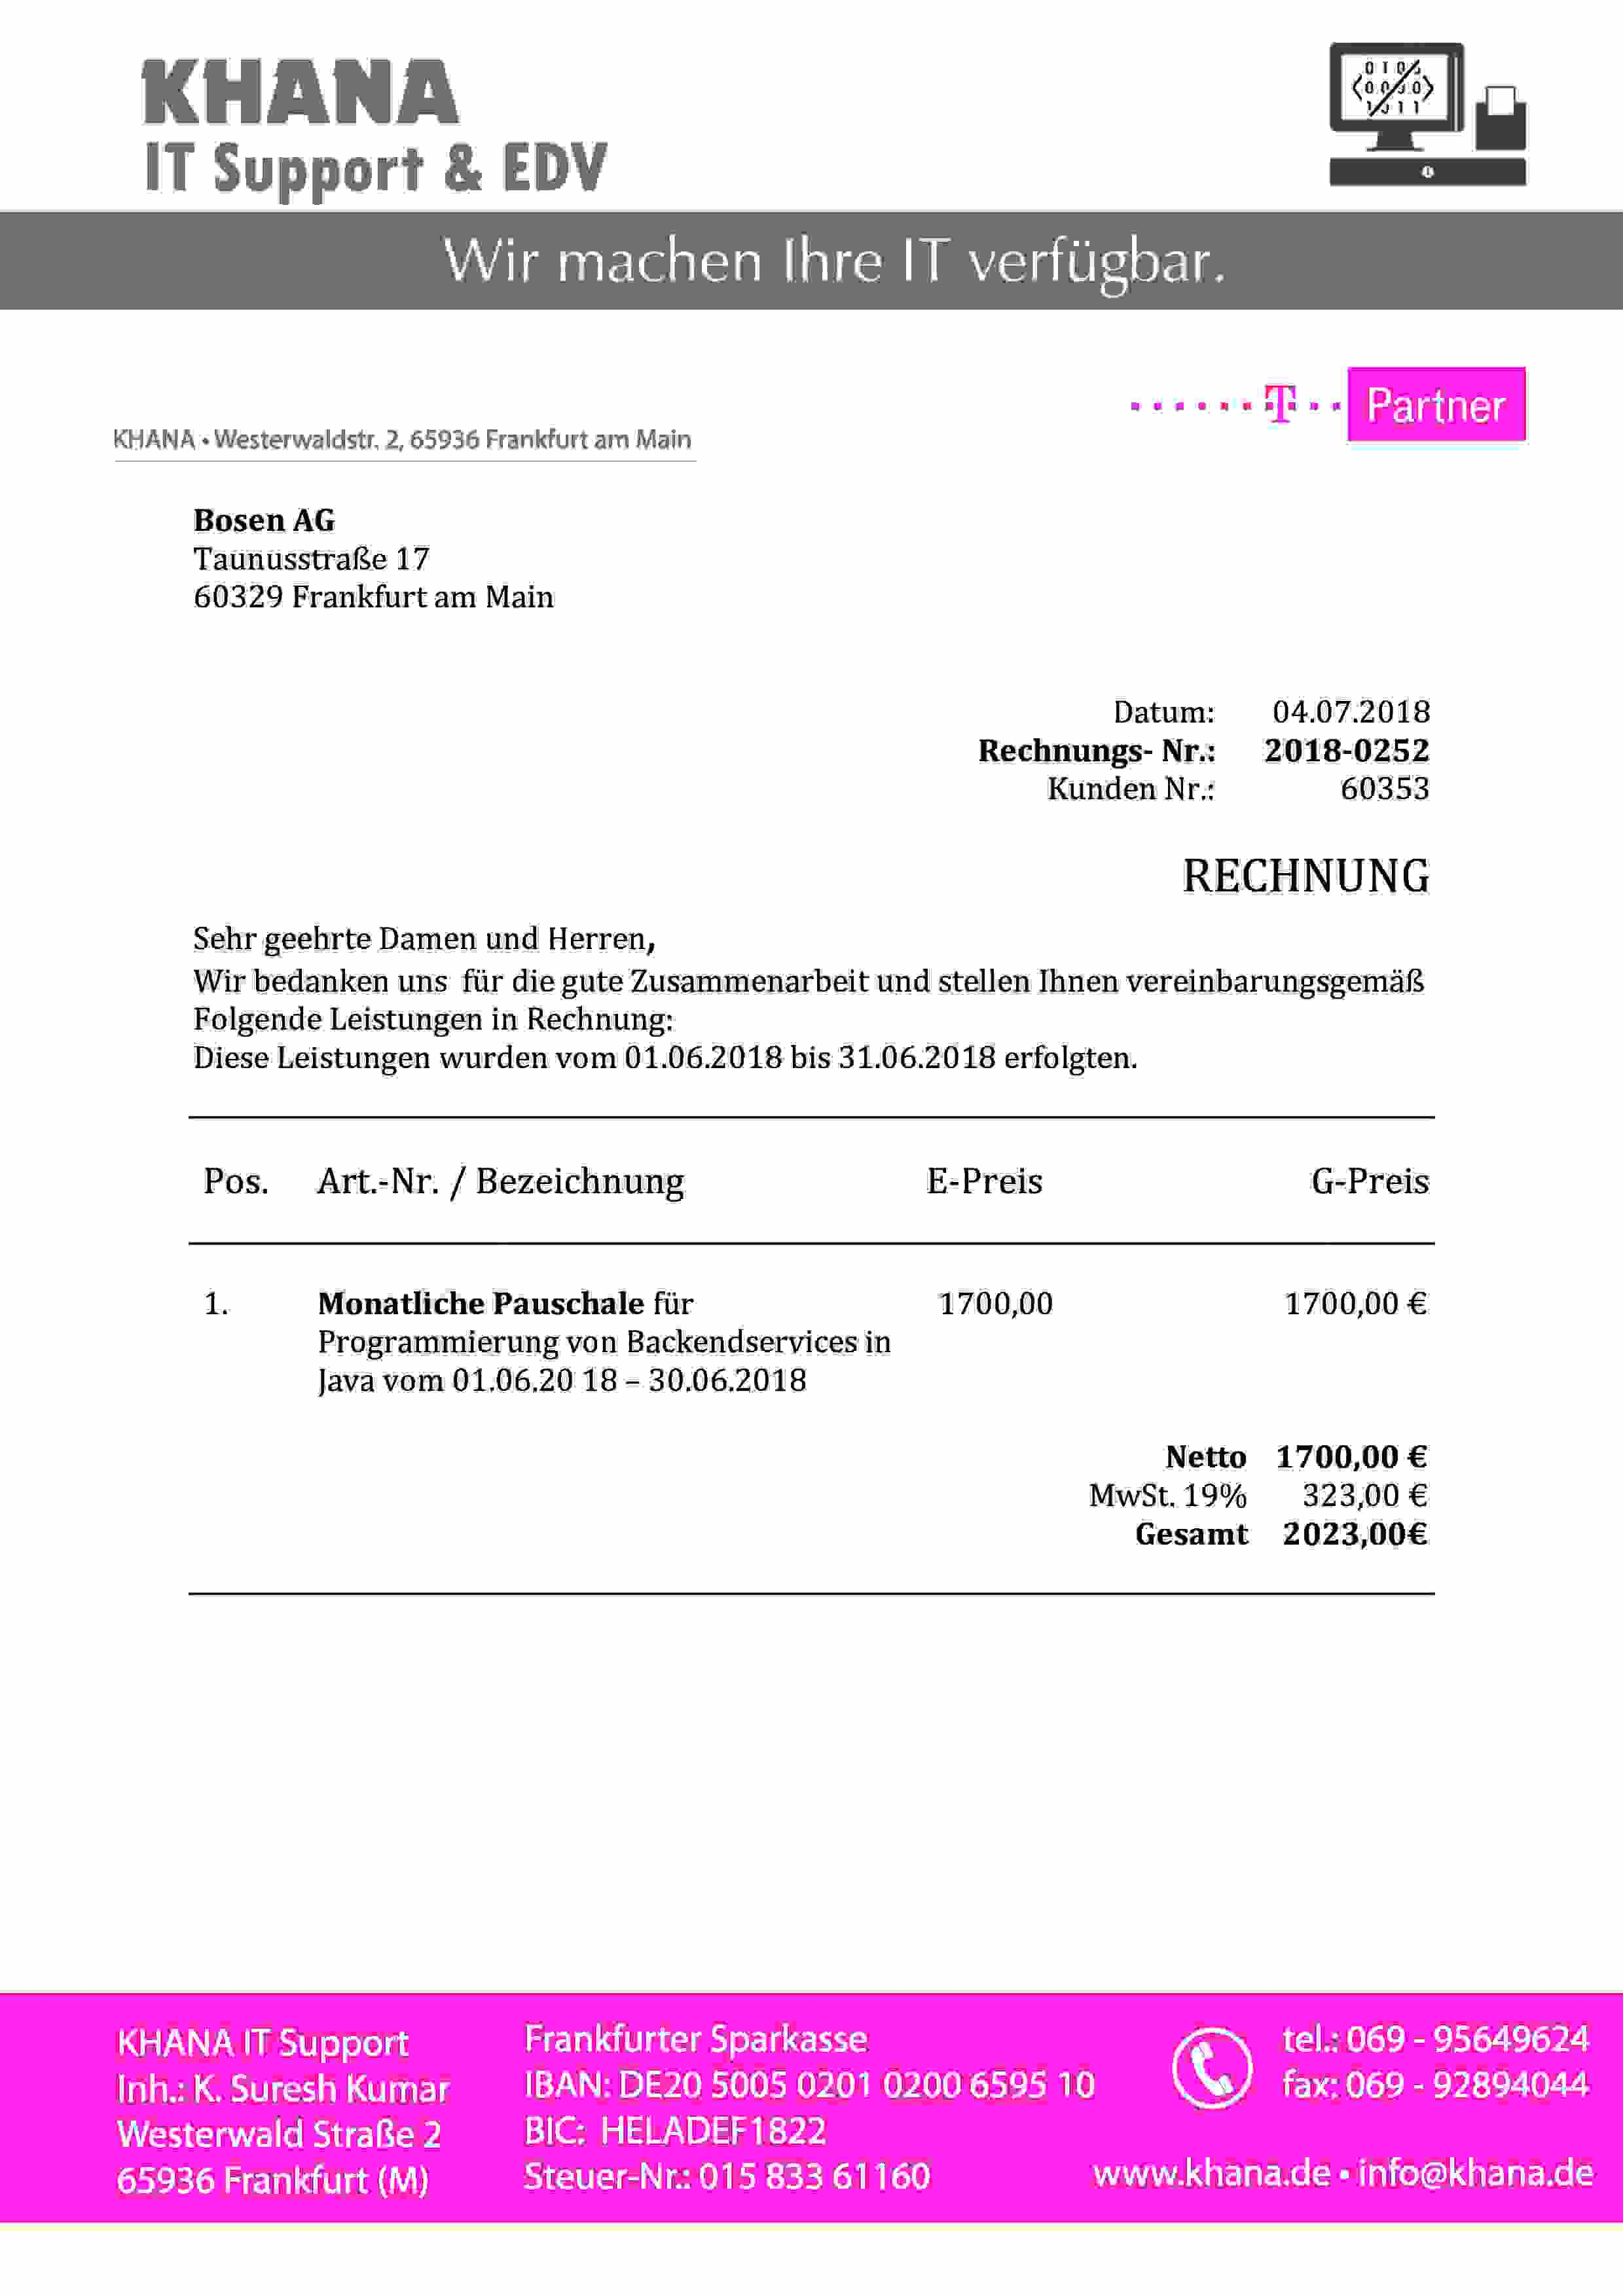 KHANA
IT Support & EDV
Wir machen Ihre IT verfügbar.
T Partner
KHANA • Westerwaldstr. 2, 65936 Frankfurt am Main
Bosen AG
Taunusstraße 17
60329 Frankfurt am Main
Datum: 04.07.2018
Rechnungs- Nr.: 2018-0252
Kunden Nr.: 60353
RECHNUNG
Sehr geehrte Damen und Herren,
Wir bedanken uns für die gute Zusammenarbeit und stellen Ihnen vereinbarungsgemäß
Folgende Leistungen in Rechnung:
Diese Leistungen wurden vom 01.06.2018 bis 31.06.2018 erfolgten.
Pos. Art.-Nr. / Bezeichnung E-Preis G-Preis
1. Monatliche Pauschale für 1700,00 1700,00 €
Programmierung von Backendservices in
Java vom 01.06.20 18 – 30.06.2018
Netto 1700,00 €
MwSt. 19% 323,00 €
Gesamt 2023,00€
KHANA IT Support
Inh.: K. Suresh Kumar
Westerwald Straße 2
65936 Frankfurt (M)
Frankfurter Sparkasse
IBAN: DE20 5005 0201 0200 6595 10
BIC: HELADEF1822
Steuer-Nr.: 015 833 61160
tel.: 069 - 95649624
fax: 069 - 92894044
www.khana.de • info@khana.de